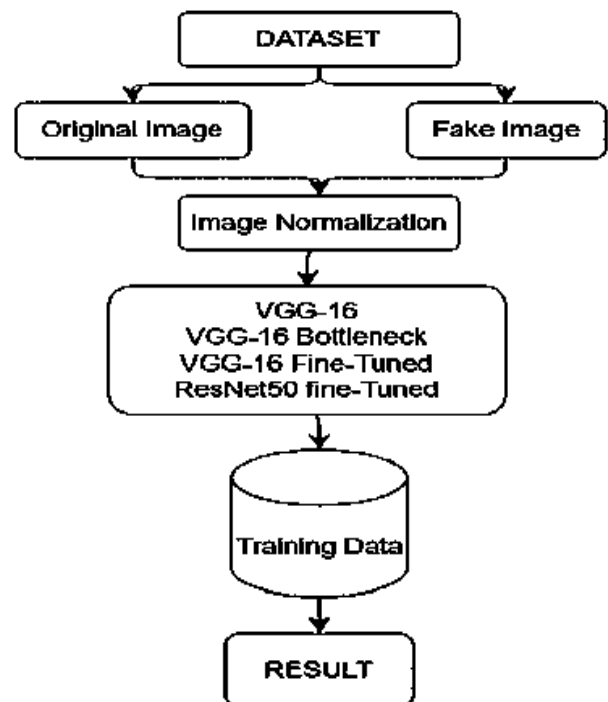 DATASET
Original Image
Fake Image
Image Normalization
VGG-16
VGG-16 Bottleneck
VGG-16 Fine-Tuned
ResNet50 fine-Tuned
Training Data
RESULT